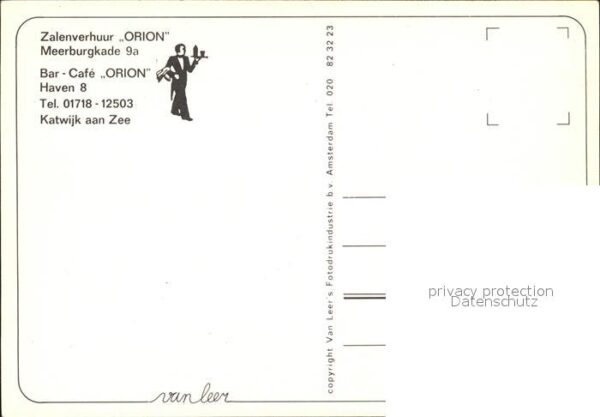 Zalenverhuur „ORION”
Meerburgkade 9a
Bar - Café „ORION”
Haven 8
Tel. 01718 - 12503
Katwijk aan Zee
copyright Van Leer's Fotodrukindustrie b.v. Amsterdam Tel. 020 82 32 23
privacy protection
Datenschutz
van leer